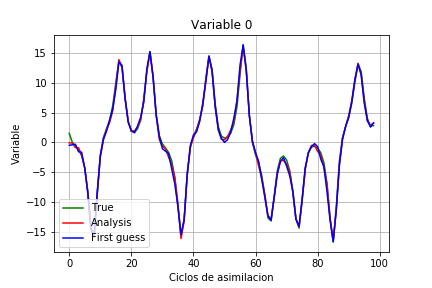 Variable 0
Variable
15
10
5
0
−5
−10
−15
True
Analysis
First guess
0
20
40
60
80
100
Ciclos de asimilacion